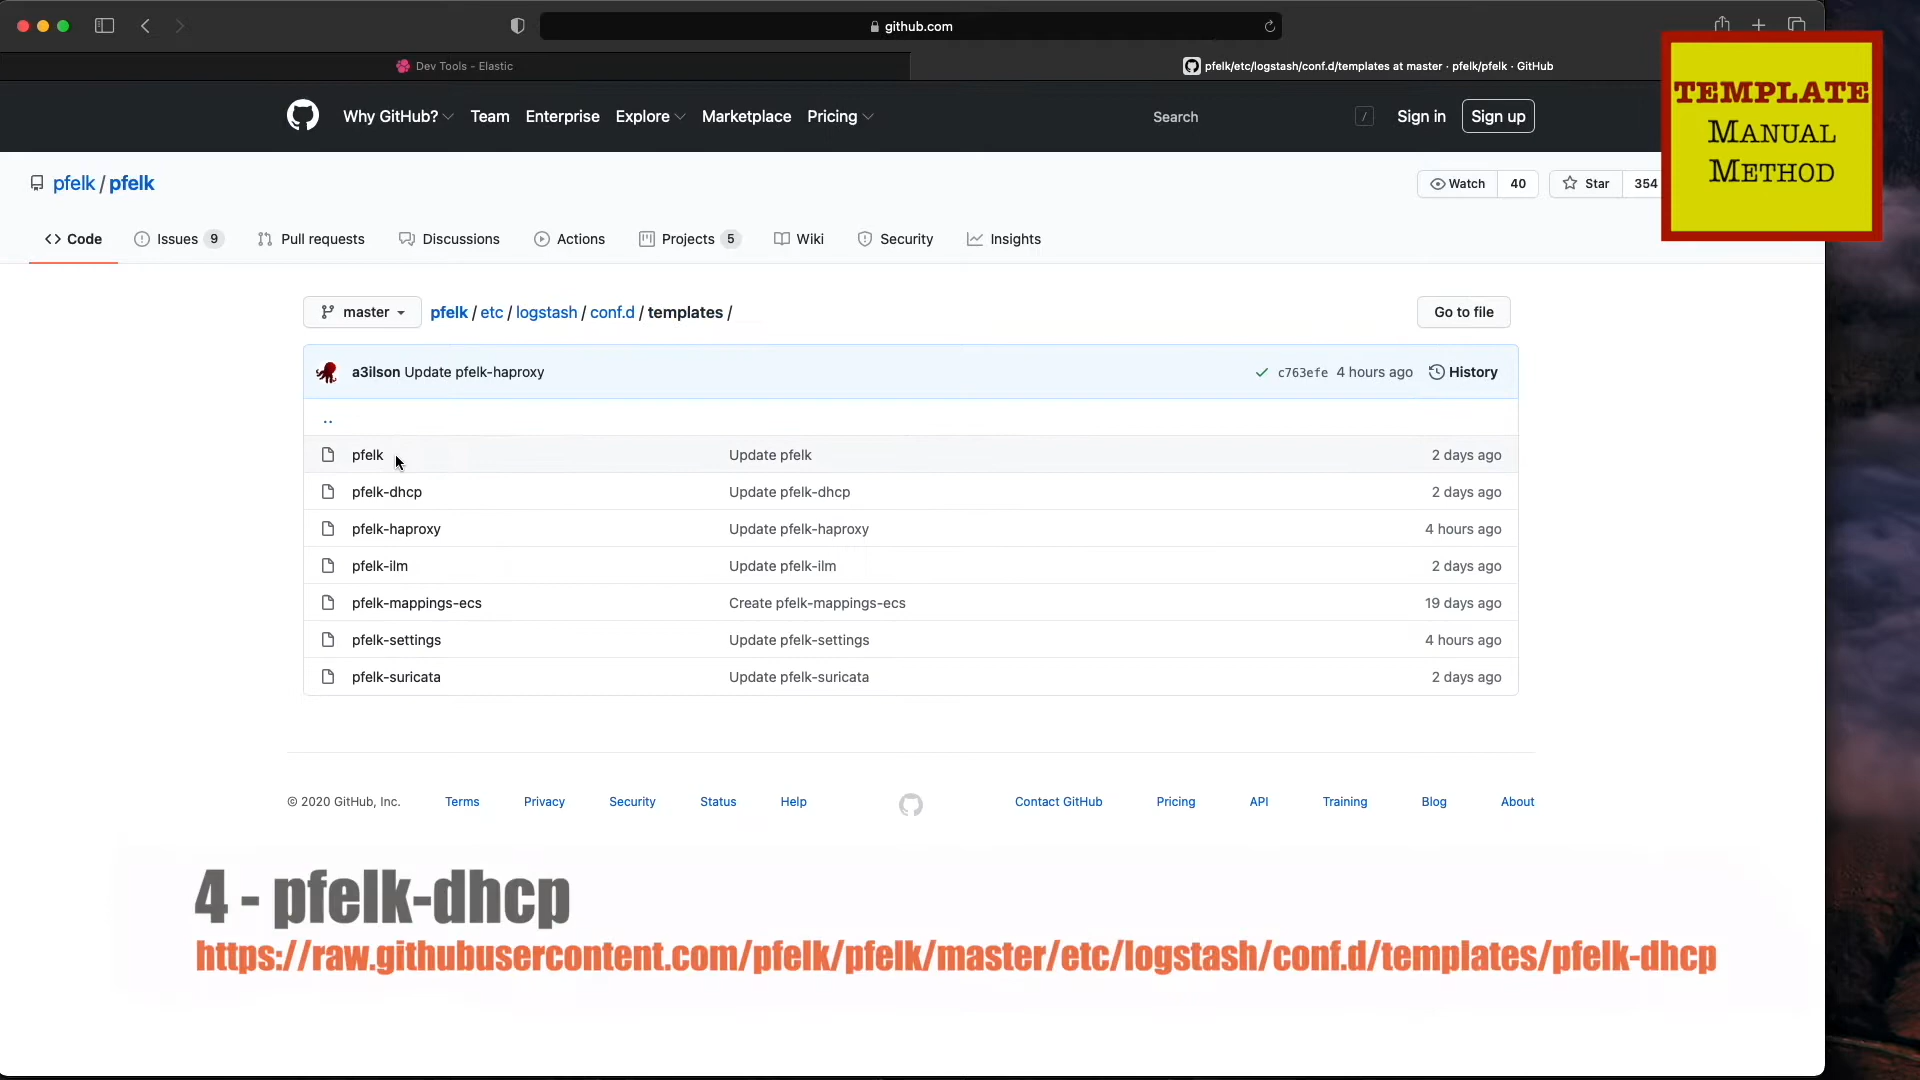 github.com
Dev Tools - Elastic
pfelk/etc/logstash/conf.d/templates at master · pfelk/pfelk · GitHub
TEMPLATE
MANUAL
METHOD
Why GitHub? Team Enterprise Explore Marketplace Pricing Search / Sign in Sign up
pfelk / pfelk
Watch 40 Star 354
Code Issues 9 Pull requests Discussions Actions Projects 5 Wiki Security Insights
master pfelk / etc / logstash / conf.d / templates / Go to file
a3ilson Update pfelk-haproxy c763efe 4 hours ago History
..
pfelk Update pfelk 2 days ago
pfelk-dhcp Update pfelk-dhcp 2 days ago
pfelk-haproxy Update pfelk-haproxy 4 hours ago
pfelk-ilm Update pfelk-ilm 2 days ago
pfelk-mappings-ecs Create pfelk-mappings-ecs 19 days ago
pfelk-settings Update pfelk-settings 4 hours ago
pfelk-suricata Update pfelk-suricata 2 days ago
© 2020 GitHub, Inc. Terms Privacy Security Status Help Contact GitHub Pricing API Training Blog About
4 - pfelk-dhcp
https://raw.githubusercontent.com/pfelk/pfelk/master/etc/logstash/conf.d/templates/pfelk-dhcp